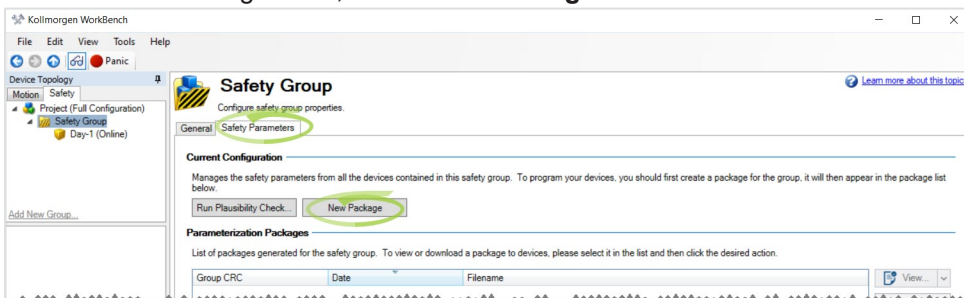 Kollmorgen WorkBench
File Edit View Tools Help
Panic
Device Topology
Motion Safety
Project (Full Configuration)
Safety Group
Day-1 (Online)
Add New Group...
Safety Group
Configure safety group properties.
Learn more about this topic
General Safety Parameters
Current Configuration
Manages the safety parameters from all the devices contained in this safety group. To program your devices, you should first create a package for the group, it will then appear in the package list
below.
Run Plausibility Check... New Package
Parameterization Packages
List of packages generated for the safety group. To view or download a package to devices, please select it in the list and then click the desired action.
Group CRC Date Filename
View...